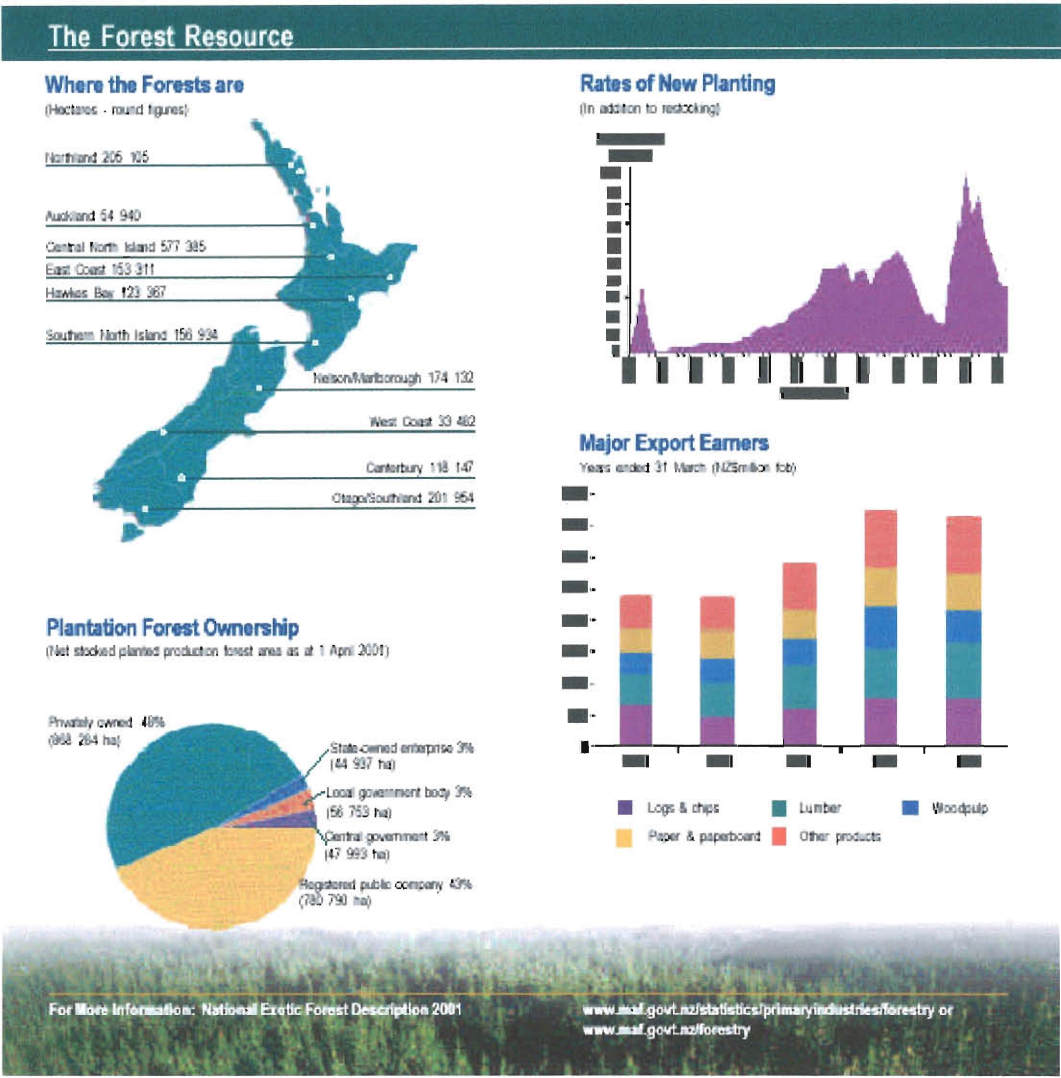 The Forest Resource
Where the Forests are
(Hectares - round figures)
Northland 205 105
Auckland 54 940
Central North Island 577 385
East Coast 153 311
Hawkes Bay 123 367
Southern North Island 156 934
Nelson/Marlborough 174 132
West Coast 33 482
Canterbury 118 147
Otago/Southland 201 954
Plantation Forest Ownership
(Net stocked planted production forest area as at 1 April 2001)
Privately owned 48%
(868 284 ha)
State-owned enterprise 3%
(44 937 ha)
Local government body 3%
(56 753 ha)
Central government 3%
(47 993 ha)
Registered public company 43%
(780 790 ha)
Rates of New Planting
(In addition to restocking)
Major Export Earners
Years ended 31 March (NZ$million fob)
Logs & chips
Lumber
Woodpulp
Paper & paperboard
Other products
For More Information: National Exotic Forest Description 2001
www.maf.govt.nz/statistics/primaryindustries/forestry or
www.maf.govt.nz/forestry